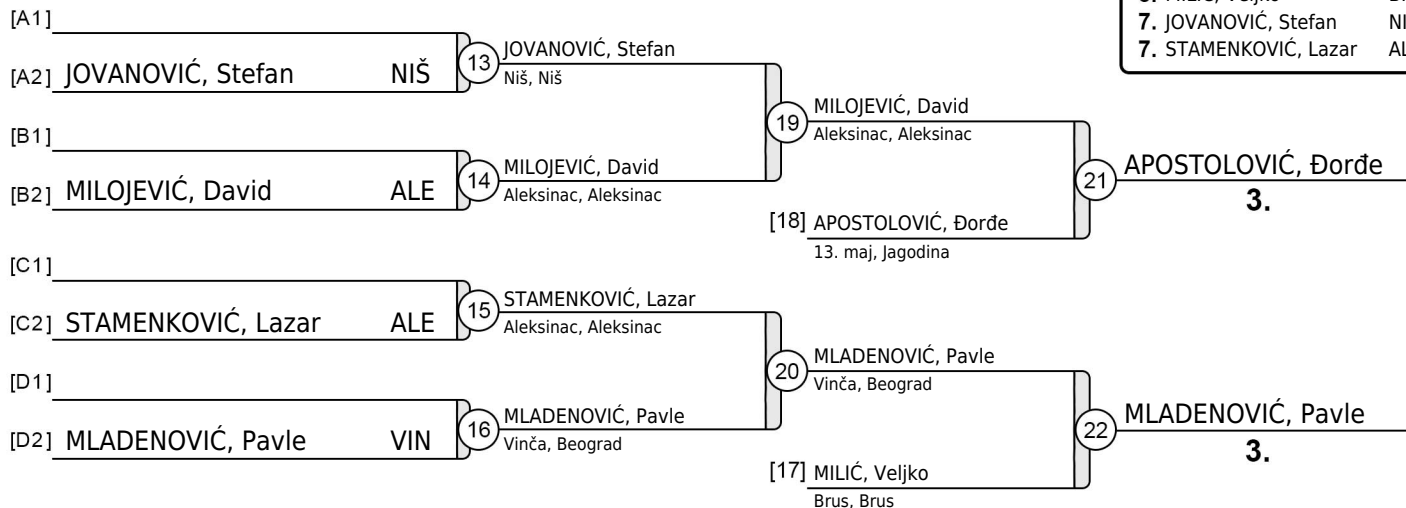 7. JOVANOVIĆ, Stefan
7. STAMENKOVIĆ, Lazar
[A1]
[A2] JOVANOVIĆ, Stefan NIŠ
13 JOVANOVIĆ, Stefan
Niš, Niš
[B1]
[B2] MILOJEVIĆ, David ALE
14 MILOJEVIĆ, David
Aleksinac, Aleksinac
19 MILOJEVIĆ, David
Aleksinac, Aleksinac
[18] APOSTOLOVIĆ, Đorđe
13. maj, Jagodina
21 APOSTOLOVIĆ, Đorđe
3.
[C1]
[C2] STAMENKOVIĆ, Lazar ALE
15 STAMENKOVIĆ, Lazar
Aleksinac, Aleksinac
[D1]
[D2] MLADENOVIĆ, Pavle VIN
16 MLADENOVIĆ, Pavle
Vinča, Beograd
20 MLADENOVIĆ, Pavle
Vinča, Beograd
[17] MILIĆ, Veljko
Brus, Brus
22 MLADENOVIĆ, Pavle
3.